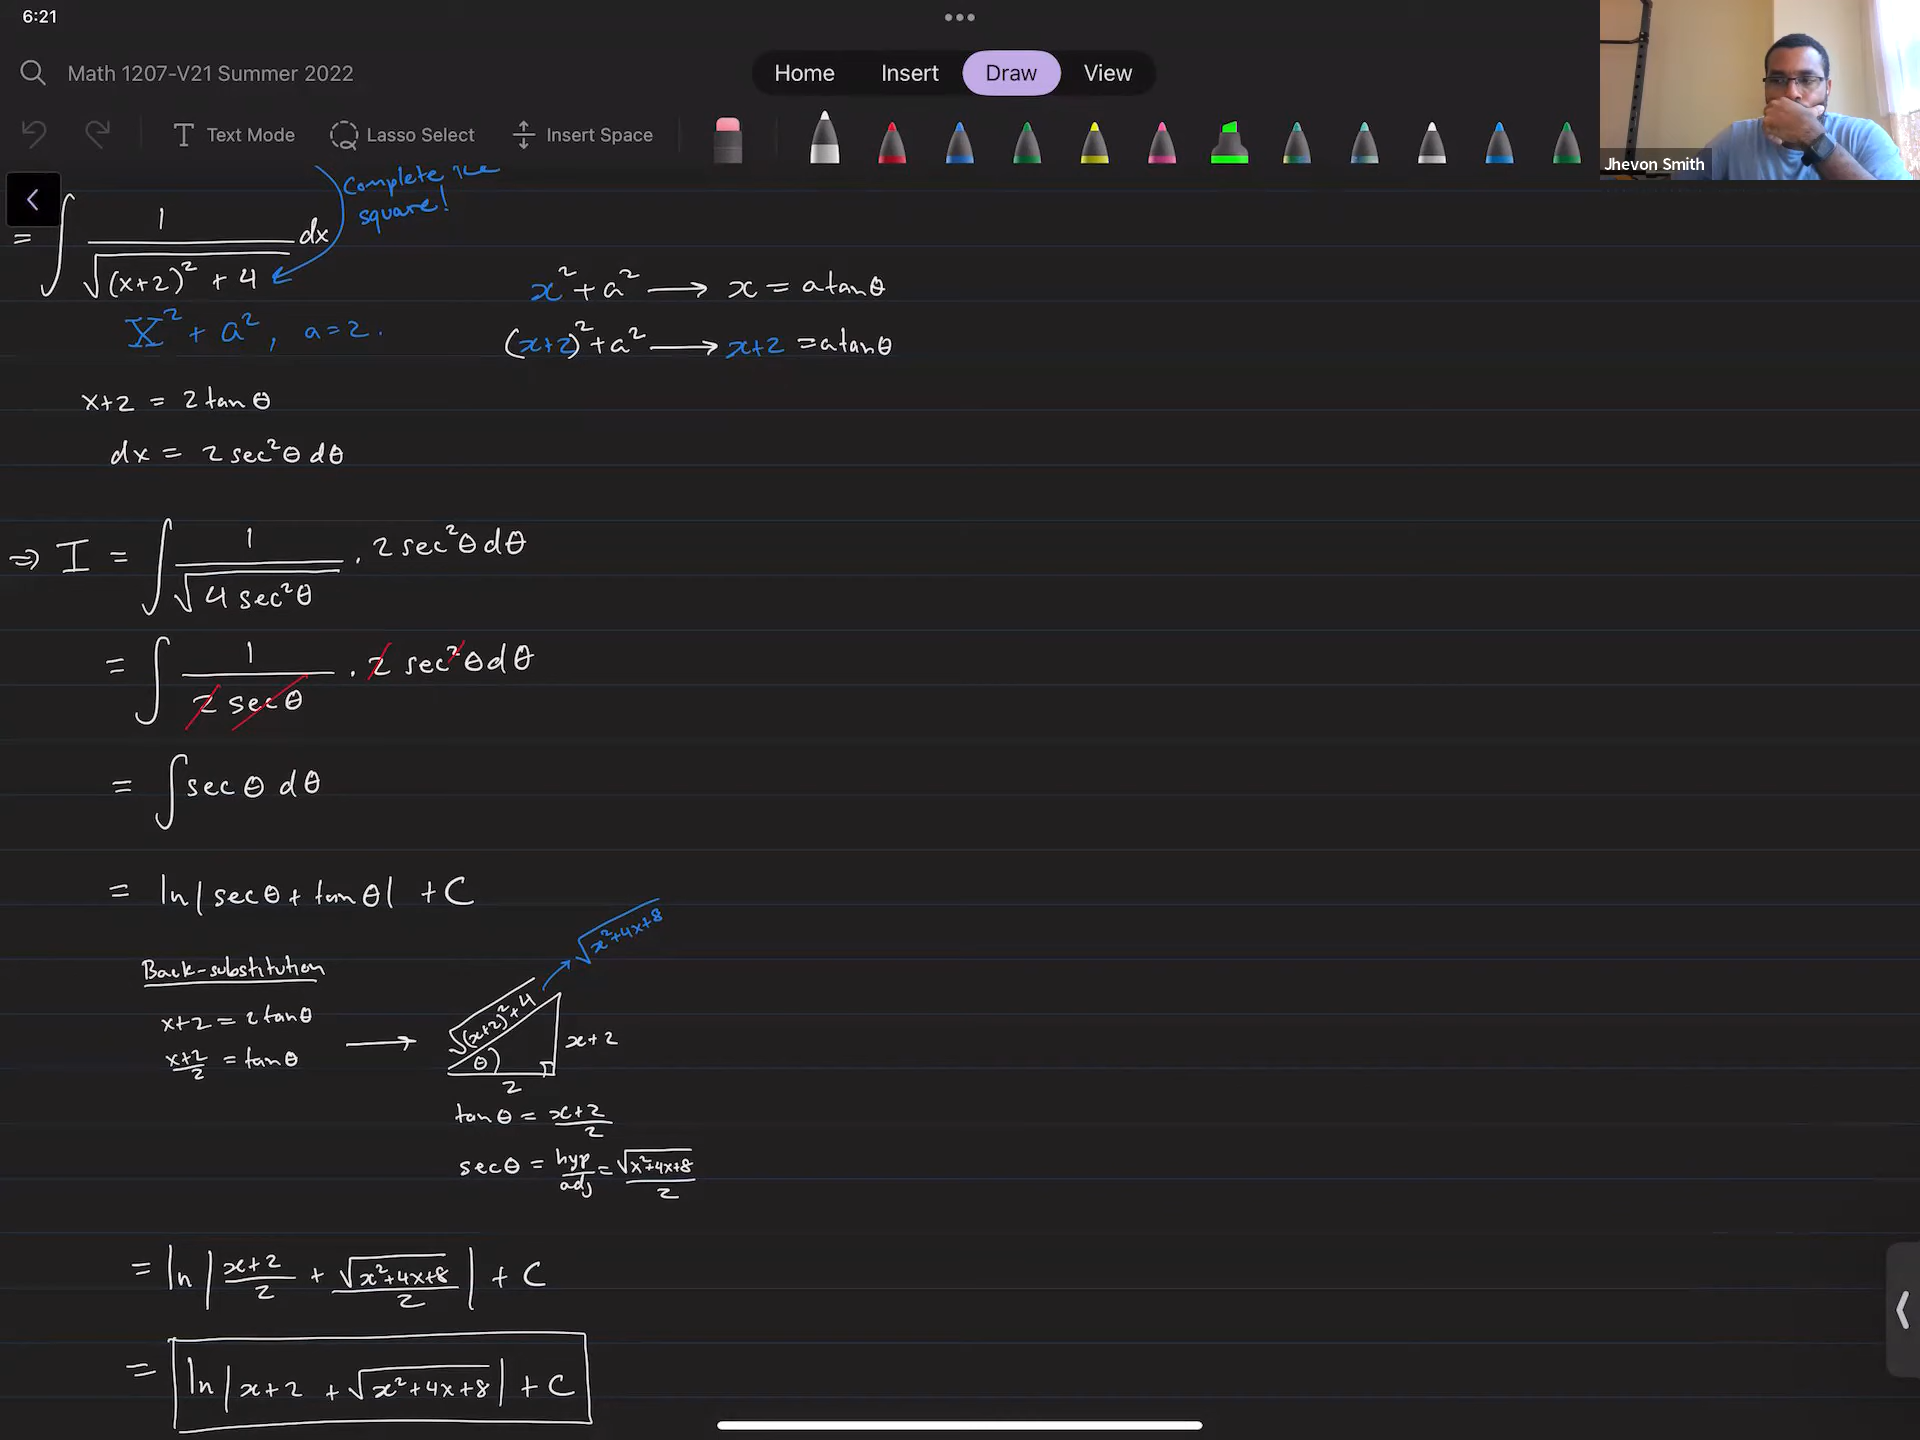 6:21
Math 1207-V21 Summer 2022
Home Insert Draw View
Text Mode Lasso Select Insert Space
Jhevon Smith
Complete the
square!
= ∫ 1/√((x+2)² + 4) dx
X² + a², a = 2.
x² + a² → x = a tan θ
(x+2)² + a² → x+2 = a tan θ
x+2 = 2 tan θ
dx = 2 sec²θ dθ
⇒ I = ∫ 1/√(4 sec²θ) · 2 sec²θ dθ
= ∫ 1/(2 sec θ) · 2 sec²θ dθ
= ∫ sec θ dθ
= ln|sec θ + tan θ| + C
Back-substitution
x+2 = 2 tan θ
(x+2)/2 = tan θ
→
√(x²+4x+8)
√((x+2)²+4)
θ
x+2
2
tan θ = (x+2)/2
sec θ = hyp/adj = √(x²+4x+8)/2
= ln|(x+2)/2 + √(x²+4x+8)/2| + C
= ln|x+2 + √(x²+4x+8)| + C